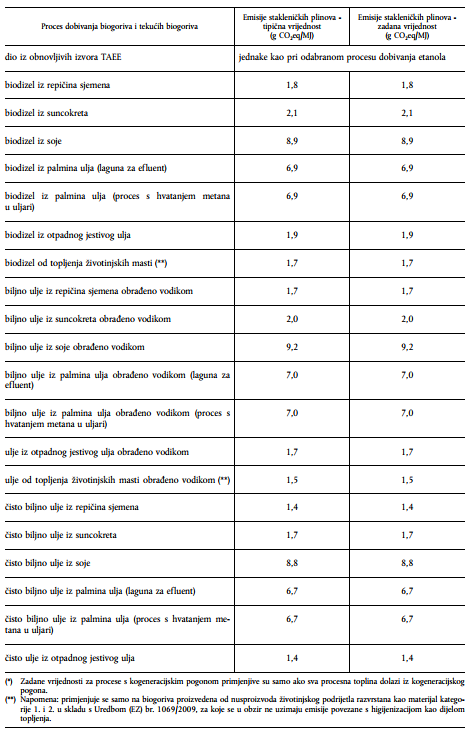 Proces dobivanja biogoriva i tekućih biogoriva
Emisije stakleničkih plinova -
tipična vrijednost
(g CO₂eq/MJ)
Emisije stakleničkih plinova -
zadana vrijednost
(g CO₂eq/MJ)
dio iz obnovljivih izvora TAEE
jednake kao pri odabranom procesu dobivanja etanola
biodizel iz repičina sjemena 1,8 1,8
biodizel iz suncokreta 2,1 2,1
biodizel iz soje 8,9 8,9
biodizel iz palmina ulja (laguna za efluent) 6,9 6,9
biodizel iz palmina ulja (proces s hvatanjem metana
u uljari) 6,9 6,9
biodizel iz otpadnog jestivog ulja 1,9 1,9
biodizel od topljenja životinjskih masti (**) 1,7 1,7
biljno ulje iz repičina sjemena obrađeno vodikom 1,7 1,7
biljno ulje iz suncokreta obrađeno vodikom 2,0 2,0
biljno ulje iz soje obrađeno vodikom 9,2 9,2
biljno ulje iz palmina ulja obrađeno vodikom (laguna za
efluent) 7,0 7,0
biljno ulje iz palmina ulja obrađeno vodikom (proces s
hvatanjem metana u uljari) 7,0 7,0
ulje iz otpadnog jestivog ulja obrađeno vodikom 1,7 1,7
ulje od topljenja životinjskih masti obrađeno vodikom (**) 1,5 1,5
čisto biljno ulje iz repičina sjemena 1,4 1,4
čisto biljno ulje iz suncokreta 1,7 1,7
čisto biljno ulje iz soje 8,8 8,8
čisto biljno ulje iz palmina ulja (laguna za efluent) 6,7 6,7
čisto biljno ulje iz palmina ulja (proces s hvatanjem me-
tana u uljari) 6,7 6,7
čisto ulje iz otpadnog jestivog ulja 1,4 1,4
(*) Zadane vrijednosti za procese s kogeneracijskim pogonom primjenjive su samo ako sva procesna toplina dolazi iz kogeneracijskog
pogona.
(**) Napomena: primjenjuje se samo na biogoriva proizvedena od nusproizvoda životinjskog podrijetla razvrstana kao materijal katego-
rije 1. i 2. u skladu s Uredbom (EZ) br. 1069/2009, za koje se u obzir ne uzimaju emisije povezane s higijenizacijom kao dijelom
topljenja.